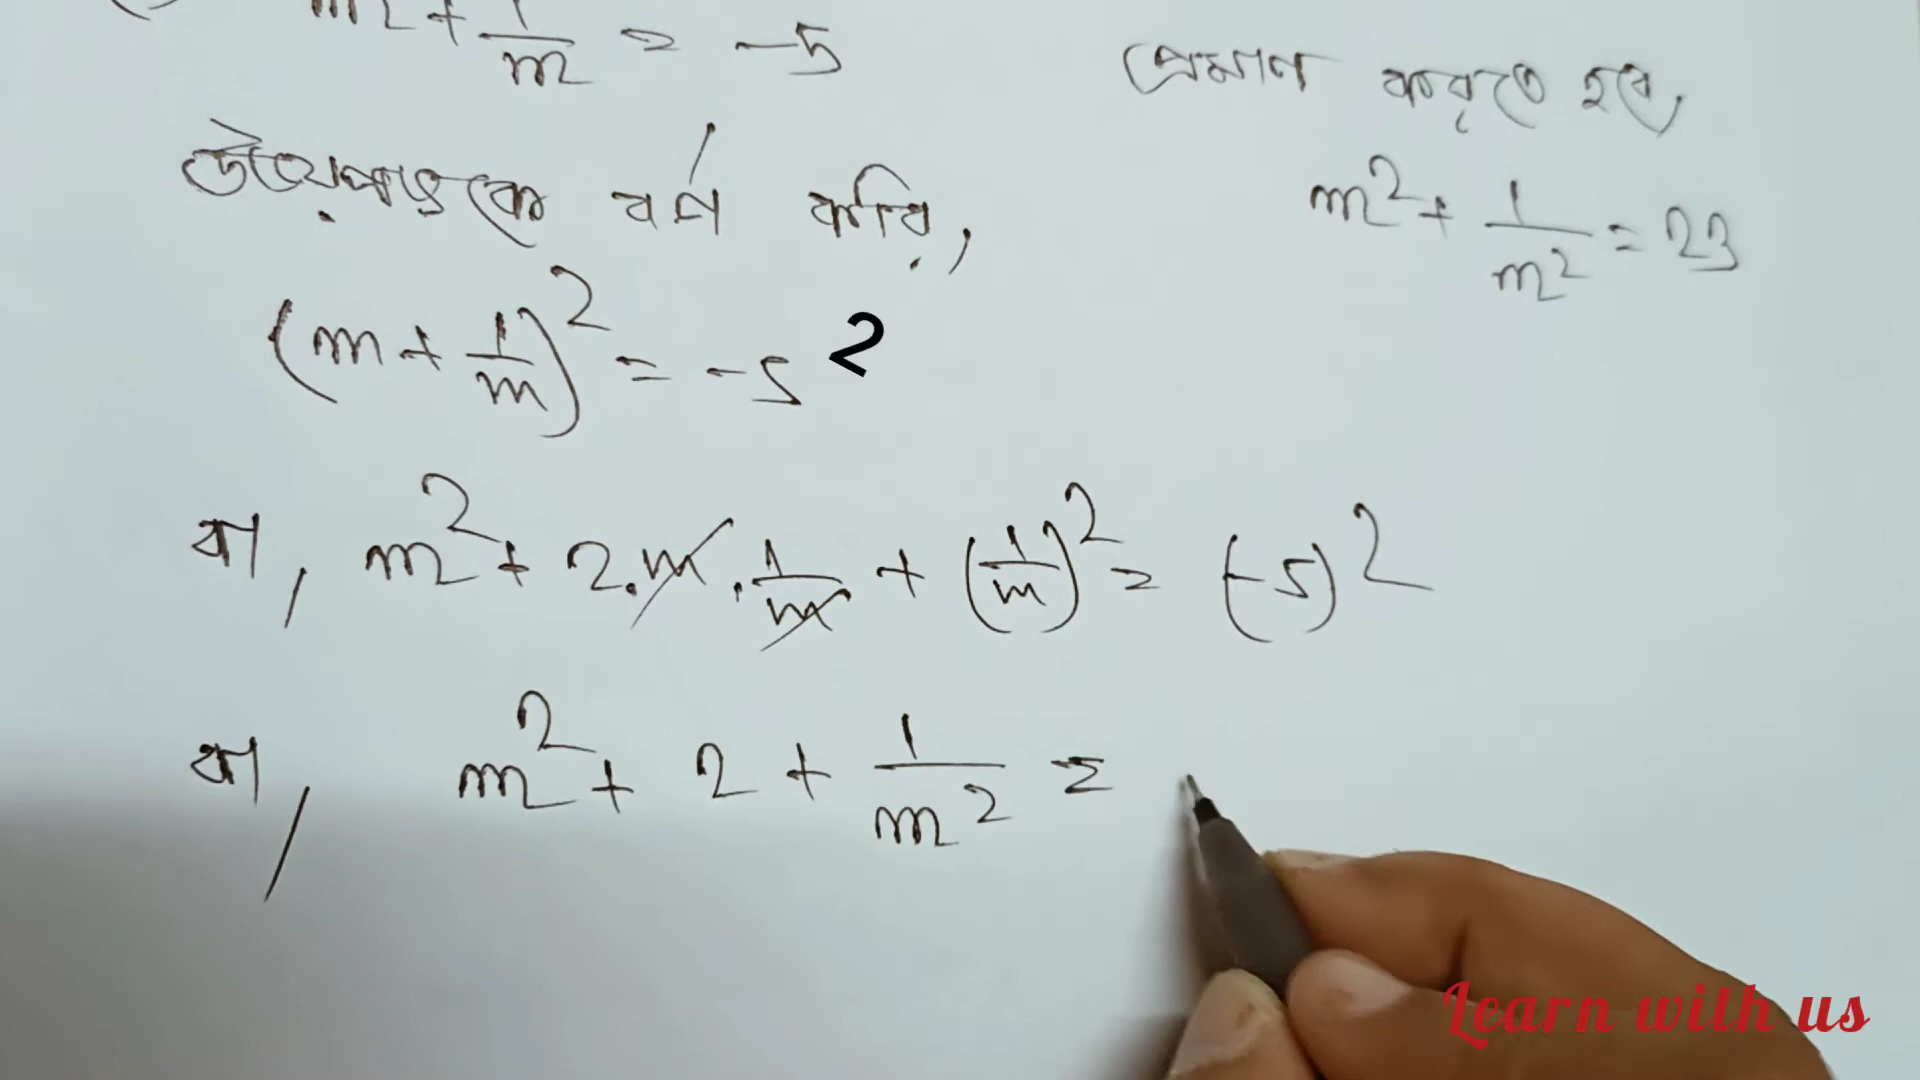 m + 1/m = -5
প্রমাণ করতে হবে,
m² + 1/m² = 23
উভয়পক্ষকে বর্গ করি,
(m + 1/m)² = -5²
বা, m² + 2.m.1/m + (1/m)² = (-5)²
বা, m² + 2 + 1/m² =
Learn with us